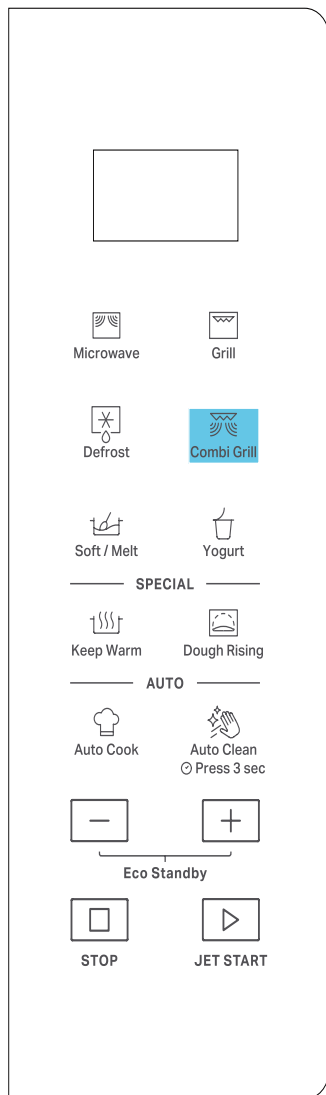 Microwave Grill
Defrost Combi Grill
Soft / Melt Yogurt
SPECIAL
Keep Warm Dough Rising
AUTO
Auto Cook Auto Clean
Press 3 sec
Eco Standby
STOP JET START